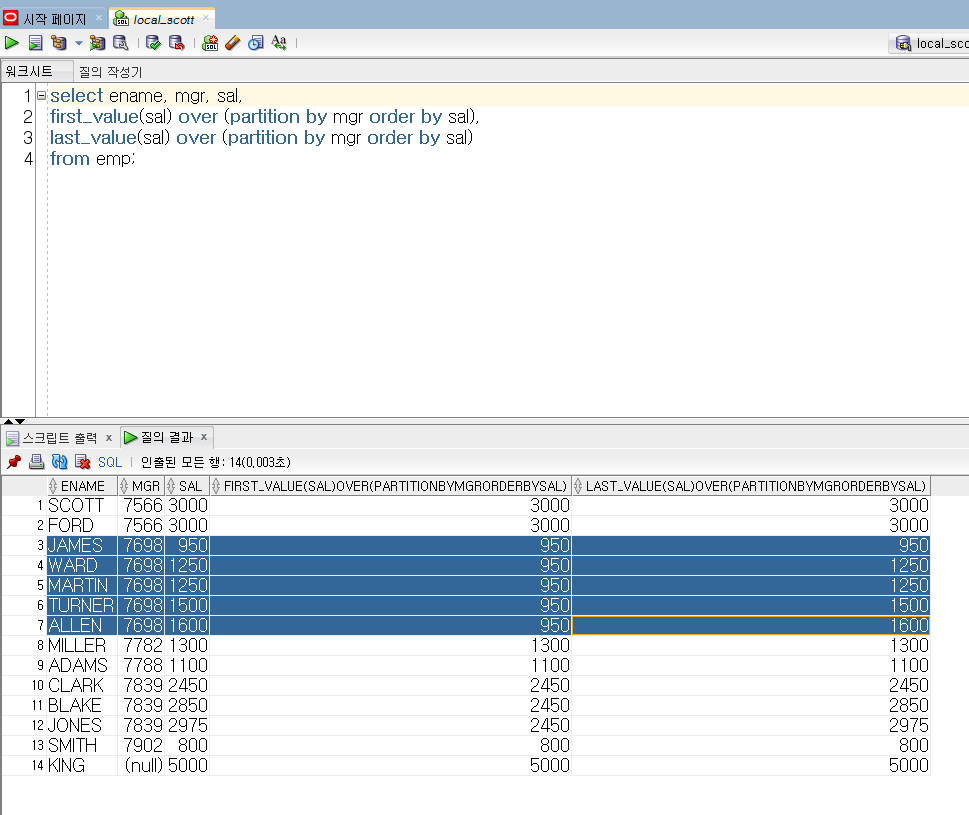 시작 페이지 × local_scott ×
local_sco
워크시트 질의 작성기
1 select ename, mgr, sal,
2 first_value(sal) over (partition by mgr order by sal),
3 last_value(sal) over (partition by mgr order by sal)
4 from emp;
스크립트 출력 × 질의 결과 ×
SQL | 인출된 모든 행: 14(0,003초)
ENAME MGR SAL FIRST_VALUE(SAL)OVER(PARTITIONBYMGRORDERBYSAL) LAST_VALUE(SAL)OVER(PARTITIONBYMGRORDERBYSAL)
1 SCOTT 7566 3000 3000 3000
2 FORD 7566 3000 3000 3000
3 JAMES 7698 950 950 950
4 WARD 7698 1250 950 1250
5 MARTIN 7698 1250 950 1250
6 TURNER 7698 1500 950 1500
7 ALLEN 7698 1600 950 1600
8 MILLER 7782 1300 1300 1300
9 ADAMS 7788 1100 1100 1100
10 CLARK 7839 2450 2450 2450
11 BLAKE 7839 2850 2450 2850
12 JONES 7839 2975 2450 2975
13 SMITH 7902 800 800 800
14 KING (null) 5000 5000 5000